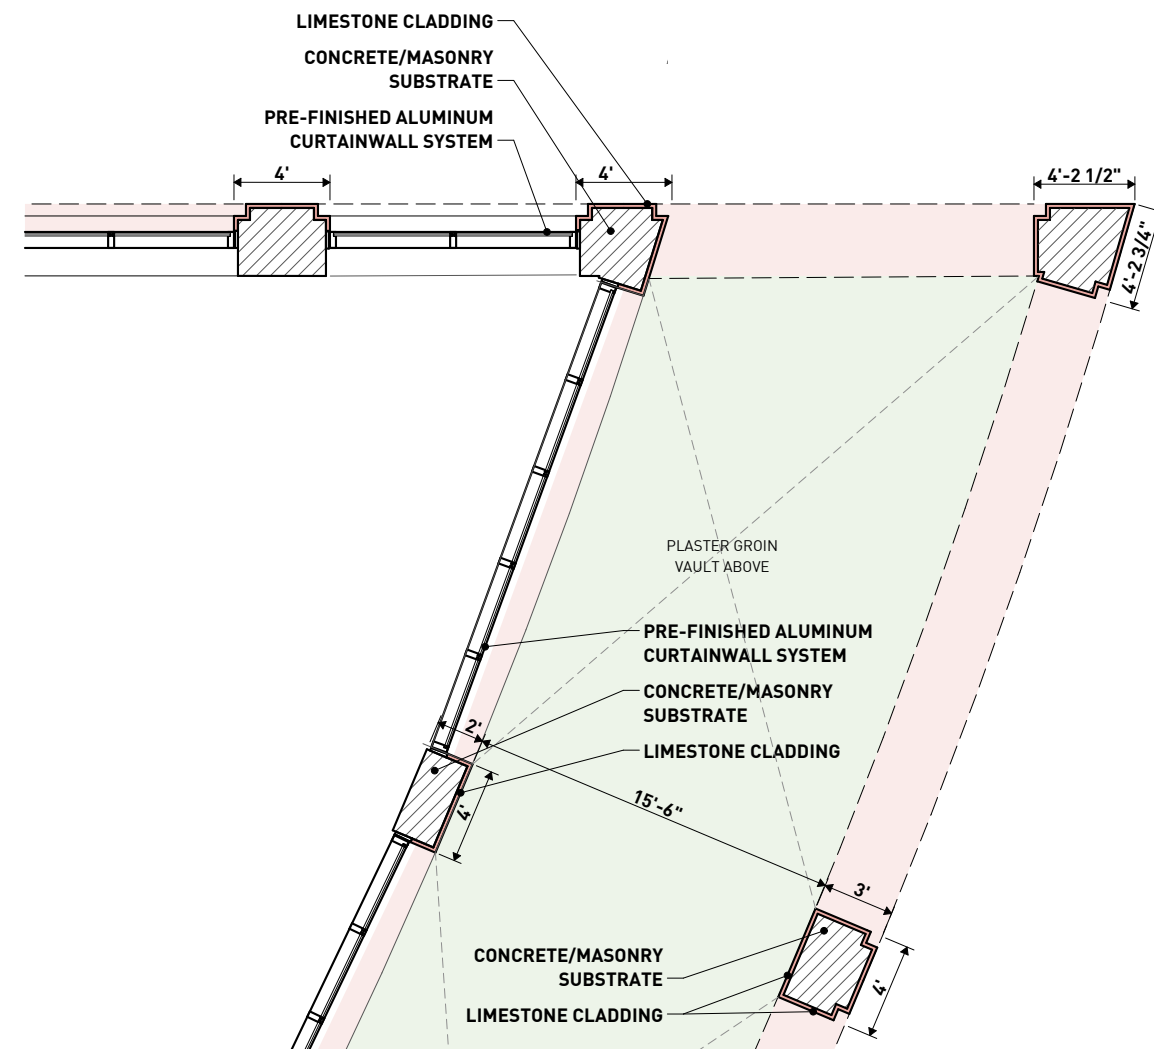 LIMESTONE CLADDING
CONCRETE/MASONRY
SUBSTRATE
PRE-FINISHED ALUMINUM
CURTAINWALL SYSTEM
4'
4'
4'-2 1/2"
4'-2 3/4"
PLASTER GROIN
VAULT ABOVE
PRE-FINISHED ALUMINUM
CURTAINWALL SYSTEM
CONCRETE/MASONRY
SUBSTRATE
LIMESTONE CLADDING
2'
4'
15'-6"
3'
CONCRETE/MASONRY
SUBSTRATE
LIMESTONE CLADDING
4'